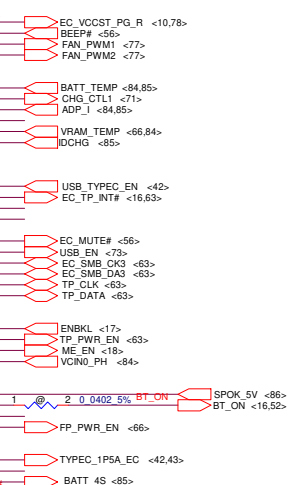 EC_VCCST_PG_R <10,78>
BEEP# <56>
FAN_PWM1 <77>
FAN_PWM2 <77>
BATT_TEMP <84,85>
CHG_CTL1 <71>
ADP_I <84,85>
VRAM_TEMP <66,84>
IDCHG <85>
USB_TYPEC_EN <42>
EC_TP_INT# <16,63>
EC_MUTE# <56>
USB_EN <73>
EC_SMB_CK3 <63>
EC_SMB_DA3 <63>
TP_CLK <63>
TP_DATA <63>
ENBKL <17>
TP_PWR_EN <63>
ME_EN <18>
VCIN0_PH <84>
SPOK_5V <86>
1 @ 2 0_0402_5% BT_ON BT_ON <16,52>
FP_PWR_EN <66>
TYPEC_1P5A_EC <42,43>
BATT_4S <85>